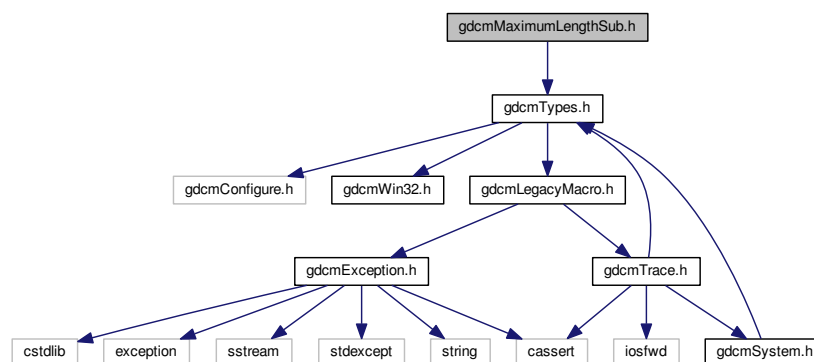 gdcmMaximumLengthSub.h
gdcmTypes.h
gdcmConfigure.h
gdcmWin32.h
gdcmLegacyMacro.h
gdcmException.h
gdcmTrace.h
cstdlib
exception
sstream
stdexcept
string
cassert
iosfwd
gdcmSystem.h